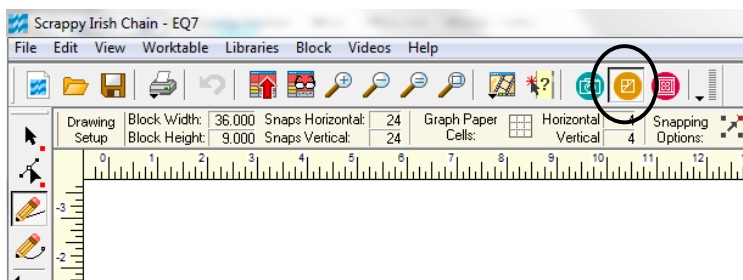 Scrappy Irish Chain - EQ7
File Edit View Worktable Libraries Block Videos Help
Drawing Setup Block Width: 36.000 Snaps Horizontal: 24 Graph Paper Cells: Horizontal 4 Snapping Options:
Block Height: 9.000 Snaps Vertical: 24 Vertical 4
0 1 2 3 4 5 6 7 8 9 10 11 12
-3
-2